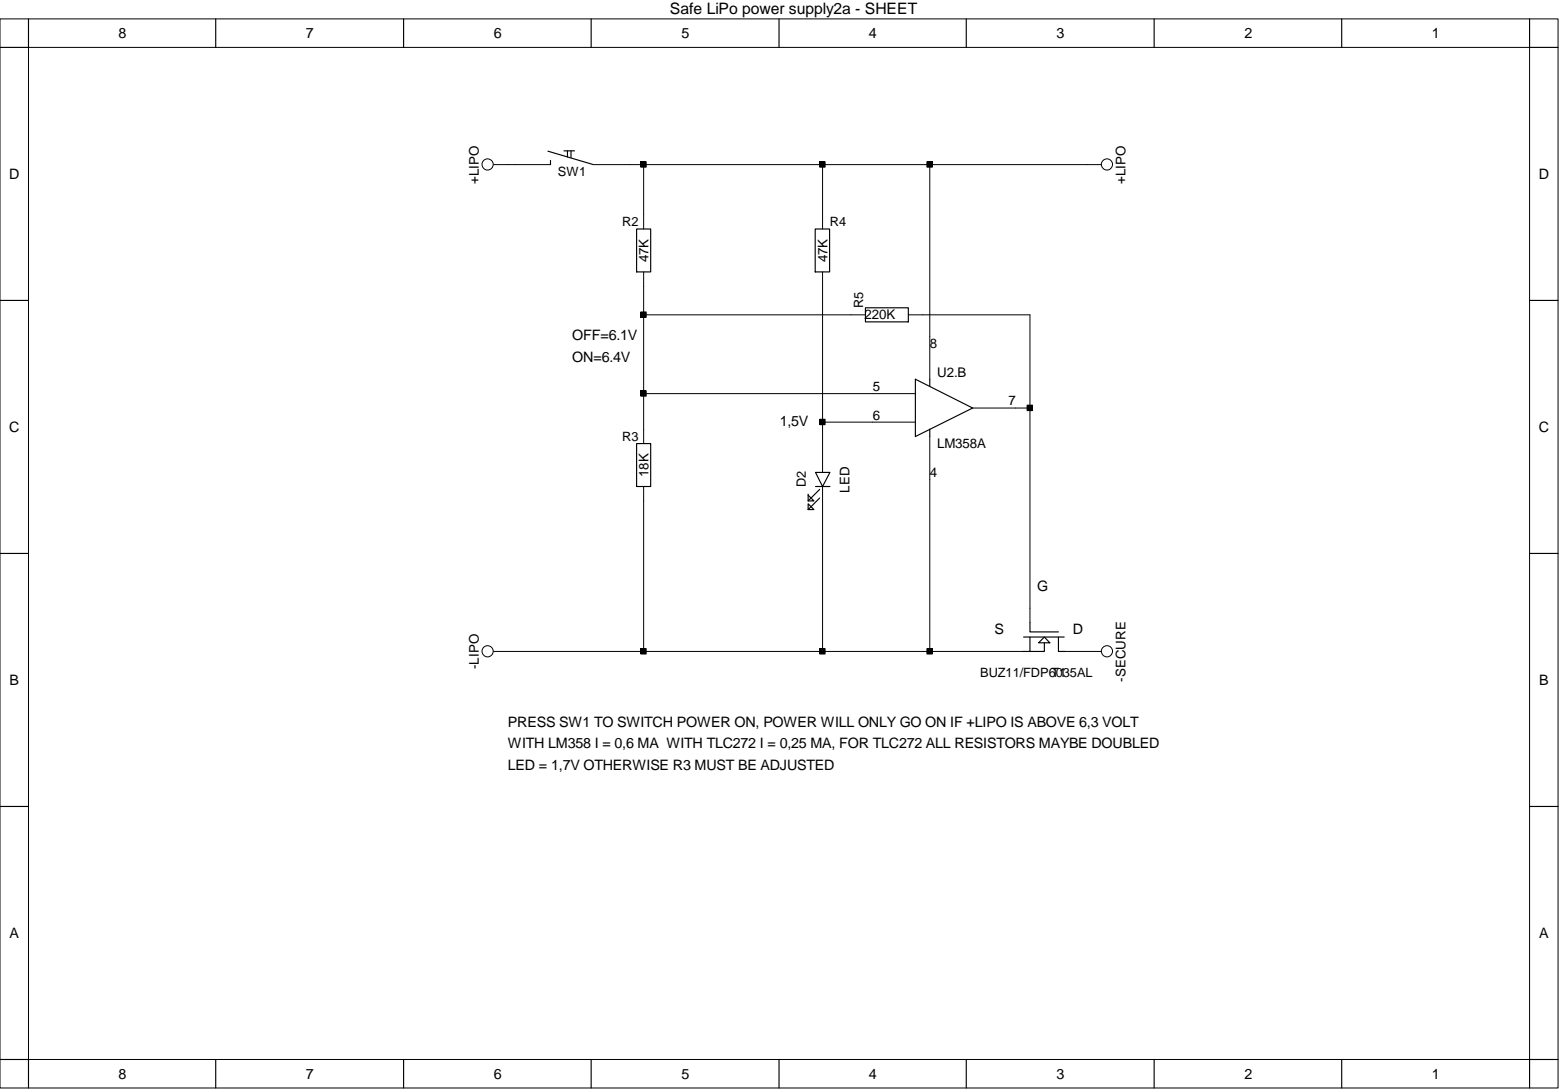 Safe LiPo power supply2a - SHEET
8 7 6 5 4 3 2 1
D D
+LIPO
SW1
+LIPO
R2
47K
R4
47K
R5
220K
OFF=6.1V
ON=6.4V
8
U2.B
5
7
6
1,5V
C C
R3
18K
LM358A
D2
LED
4
G
S D
-LIPO
-SECURE
BUZ11/FDP6035AL
B B
PRESS SW1 TO SWITCH POWER ON, POWER WILL ONLY GO ON IF +LIPO IS ABOVE 6,3 VOLT
WITH LM358 I = 0,6 MA  WITH TLC272 I = 0,25 MA, FOR TLC272 ALL RESISTORS MAYBE DOUBLED
LED = 1,7V OTHERWISE R3 MUST BE ADJUSTED
A A
8 7 6 5 4 3 2 1